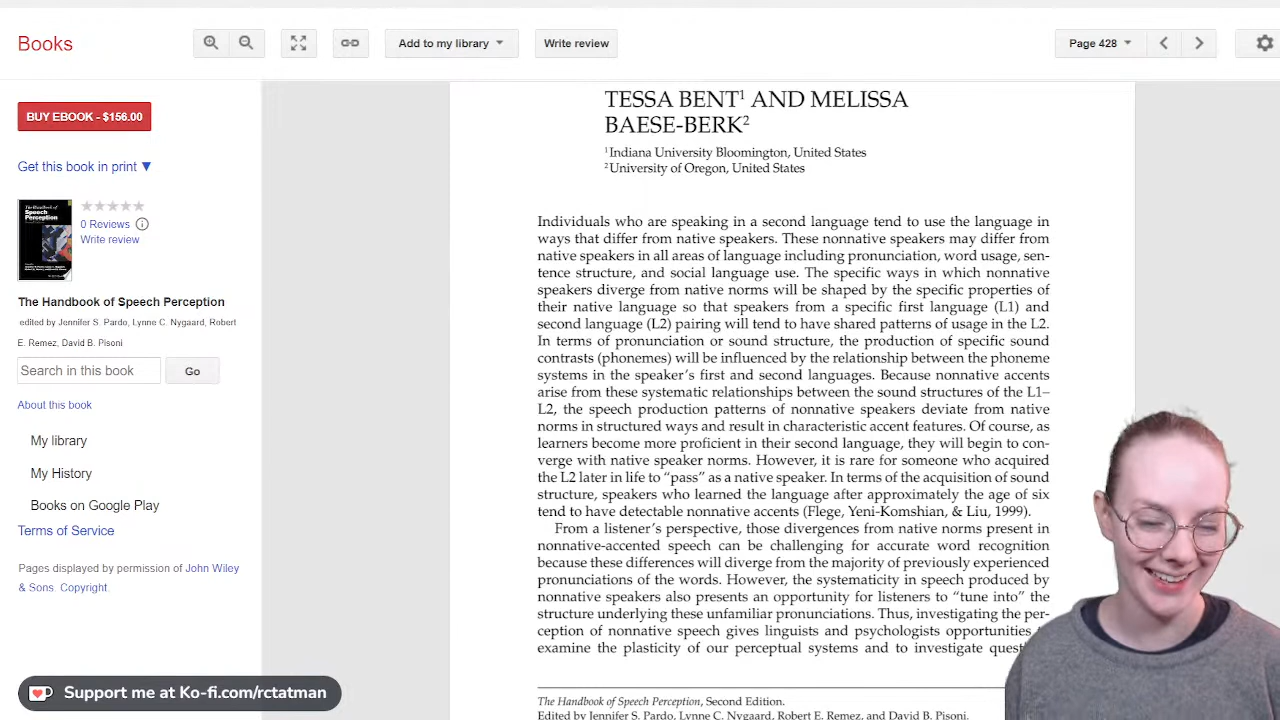 Books
Add to my library
Write review
Page 428
BUY EBOOK - $156.00
Get this book in print ▼
0 Reviews
Write review
The Handbook of
Speech
Perception
The Handbook of Speech Perception
edited by Jennifer S. Pardo, Lynne C. Nygaard, Robert
E. Remez, David B. Pisoni
Search in this book
Go
About this book
My library
My History
Books on Google Play
Terms of Service
Pages displayed by permission of John Wiley
& Sons. Copyright.
Support me at Ko-fi.com/rctatman
TESSA BENT¹ AND MELISSA
BAESE-BERK²
¹Indiana University Bloomington, United States
²University of Oregon, United States
Individuals who are speaking in a second language tend to use the language in
ways that differ from native speakers. These nonnative speakers may differ from
native speakers in all areas of language including pronunciation, word usage, sen-
tence structure, and social language use. The specific ways in which nonnative
speakers diverge from native norms will be shaped by the specific properties of
their native language so that speakers from a specific first language (L1) and
second language (L2) pairing will tend to have shared patterns of usage in the L2.
In terms of pronunciation or sound structure, the production of specific sound
contrasts (phonemes) will be influenced by the relationship between the phoneme
systems in the speaker's first and second languages. Because nonnative accents
arise from these systematic relationships between the sound structures of the L1–
L2, the speech production patterns of nonnative speakers deviate from native
norms in structured ways and result in characteristic accent features. Of course, as
learners become more proficient in their second language, they will begin to con-
verge with native speaker norms. However, it is rare for someone who acquired
the L2 later in life to "pass" as a native speaker. In terms of the acquisition of sound
structure, speakers who learned the language after approximately the age of six
tend to have detectable nonnative accents (Flege, Yeni-Komshian, & Liu, 1999).
From a listener's perspective, those divergences from native norms present in
nonnative-accented speech can be challenging for accurate word recognition
because these differences will diverge from the majority of previously experienced
pronunciations of the words. However, the systematicity in speech produced by
nonnative speakers also presents an opportunity for listeners to "tune into" the
structure underlying these unfamiliar pronunciations. Thus, investigating the per-
ception of nonnative speech gives linguists and psychologists opportunities
examine the plasticity of our perceptual systems and to investigate
The Handbook of Speech Perception, Second Edition.
Edited by Jennifer S. Pardo, Lynne C. Nygaard, Robert E. Remez, and David B. Pisoni.